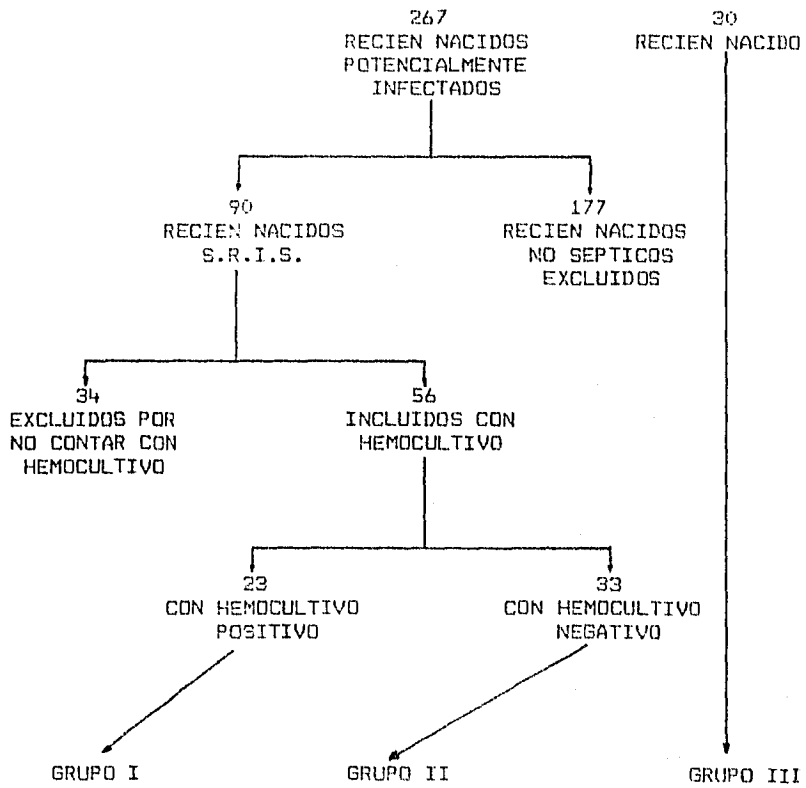 267
RECIEN NACIDOS
POTENCIALMENTE
INFECTADOS
30
RECIEN NACIDO
90
RECIEN NACIDOS
S.R.I.S.
177
RECIEN NACIDOS
NO SEPTICOS
EXCLUIDOS
34
EXCLUIDOS POR
NO CONTAR CON
HEMOCULTIVO
56
INCLUIDOS CON
HEMOCULTIVO
23
CON HEMOCULTIVO
POSITIVO
33
CON HEMOCULTIVO
NEGATIVO
GRUPO I
GRUPO II
GRUPO III